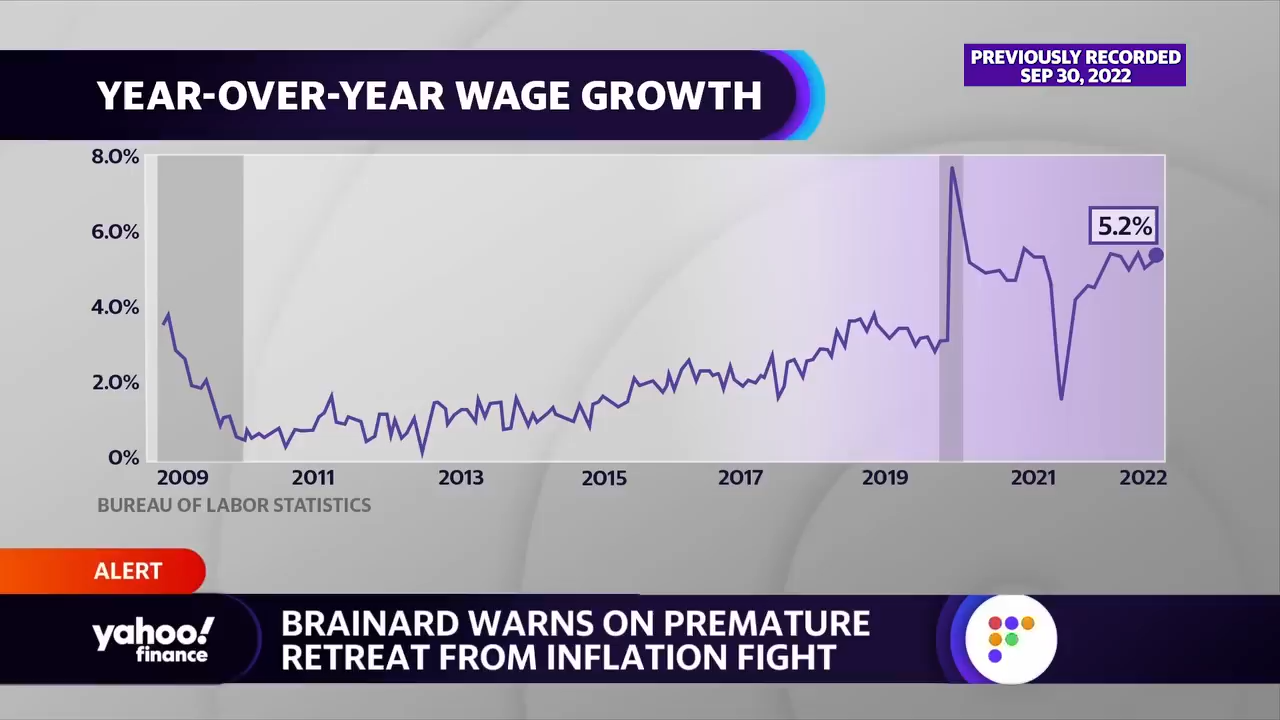 PREVIOUSLY RECORDED
SEP 30, 2022
YEAR-OVER-YEAR WAGE GROWTH
8.0%
6.0%
4.0%
2.0%
0%
5.2%
2009 2011 2013 2015 2017 2019 2021 2022
BUREAU OF LABOR STATISTICS
ALERT
yahoo!
finance
BRAINARD WARNS ON PREMATURE
RETREAT FROM INFLATION FIGHT